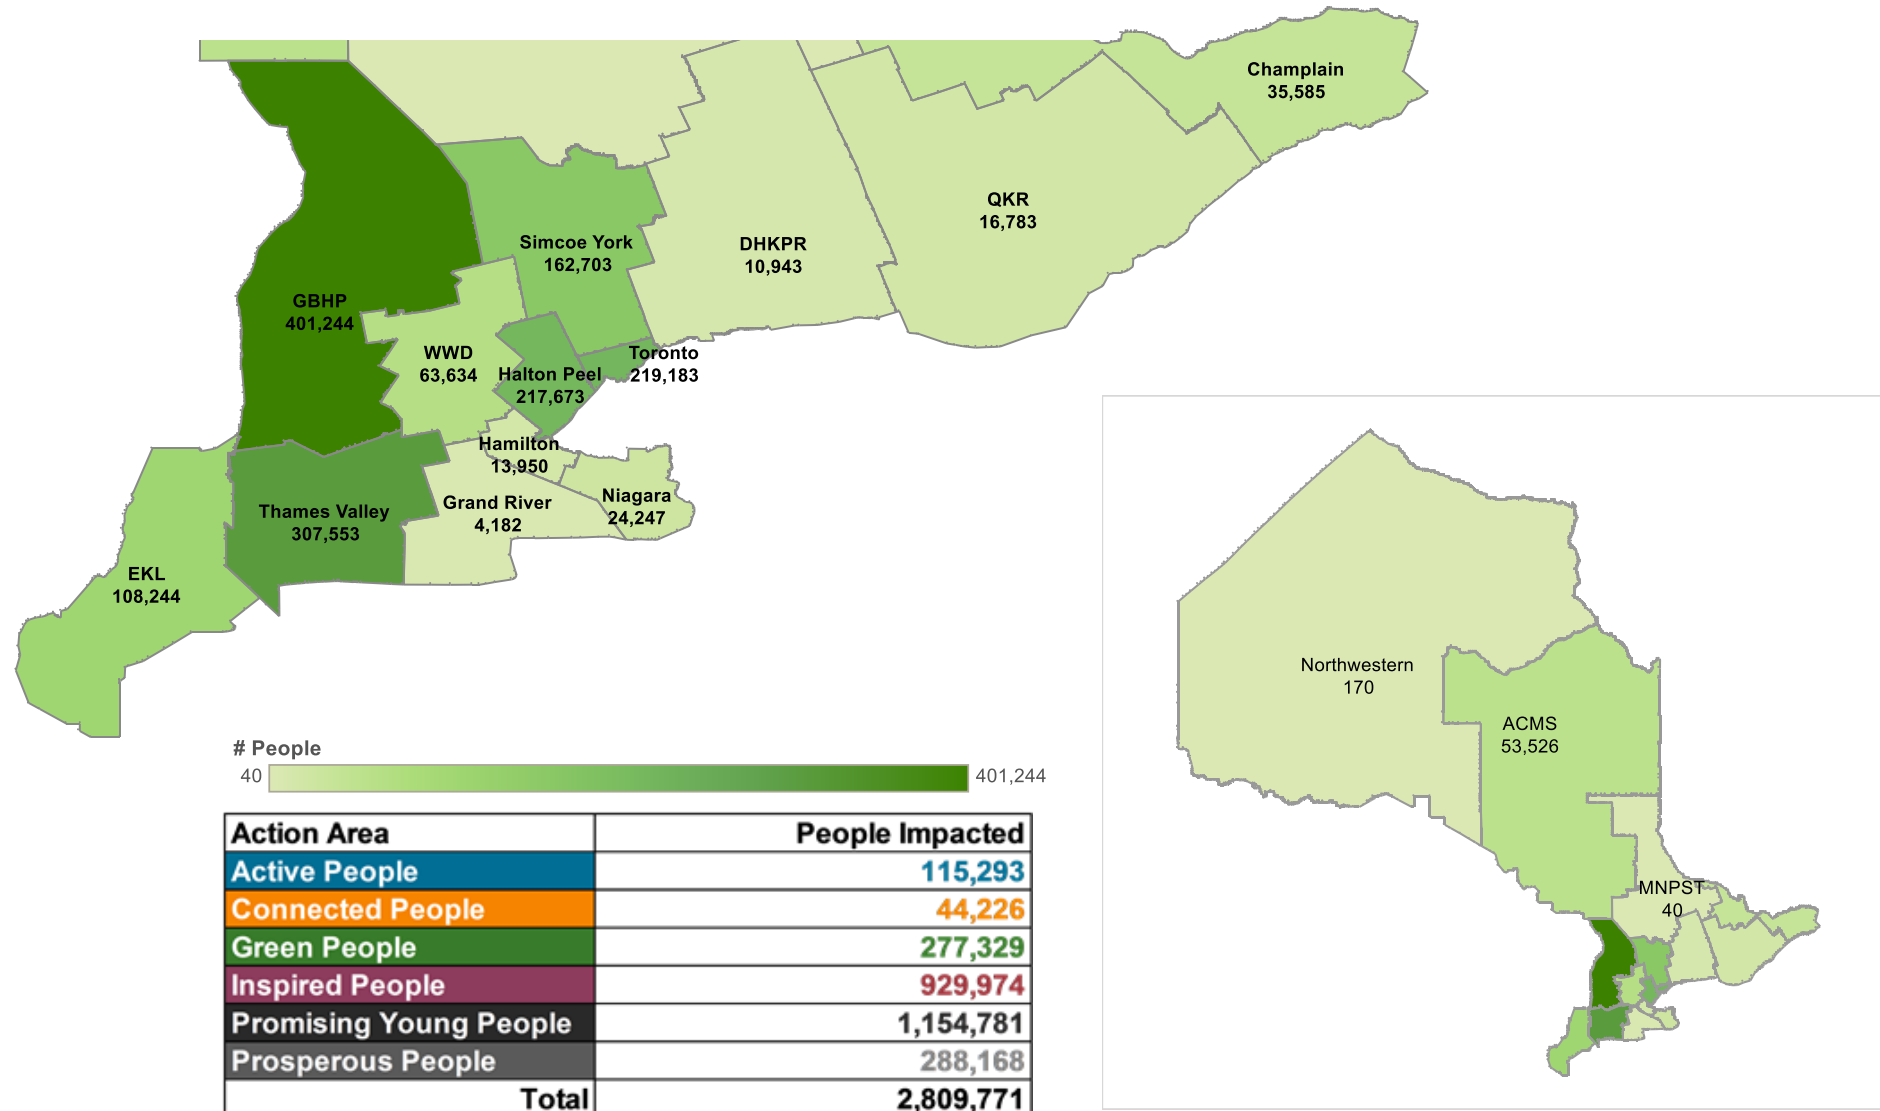 Champlain
35,585
QKR
16,783
Simcoe York
162,703
DHKPR
10,943
GBHP
401,244
WWD
63,634
Toronto
219,183
Halton Peel
217,673
Hamilton
13,950
Niagara
24,247
Grand River
4,182
Thames Valley
307,553
EKL
108,244
Northwestern
170
ACMS
53,526
MNPST
40
# People
40 401,244
Action Area People Impacted
Active People 115,293
Connected People 44,226
Green People 277,329
Inspired People 929,974
Promising Young People 1,154,781
Prosperous People 288,168
Total 2,809,771